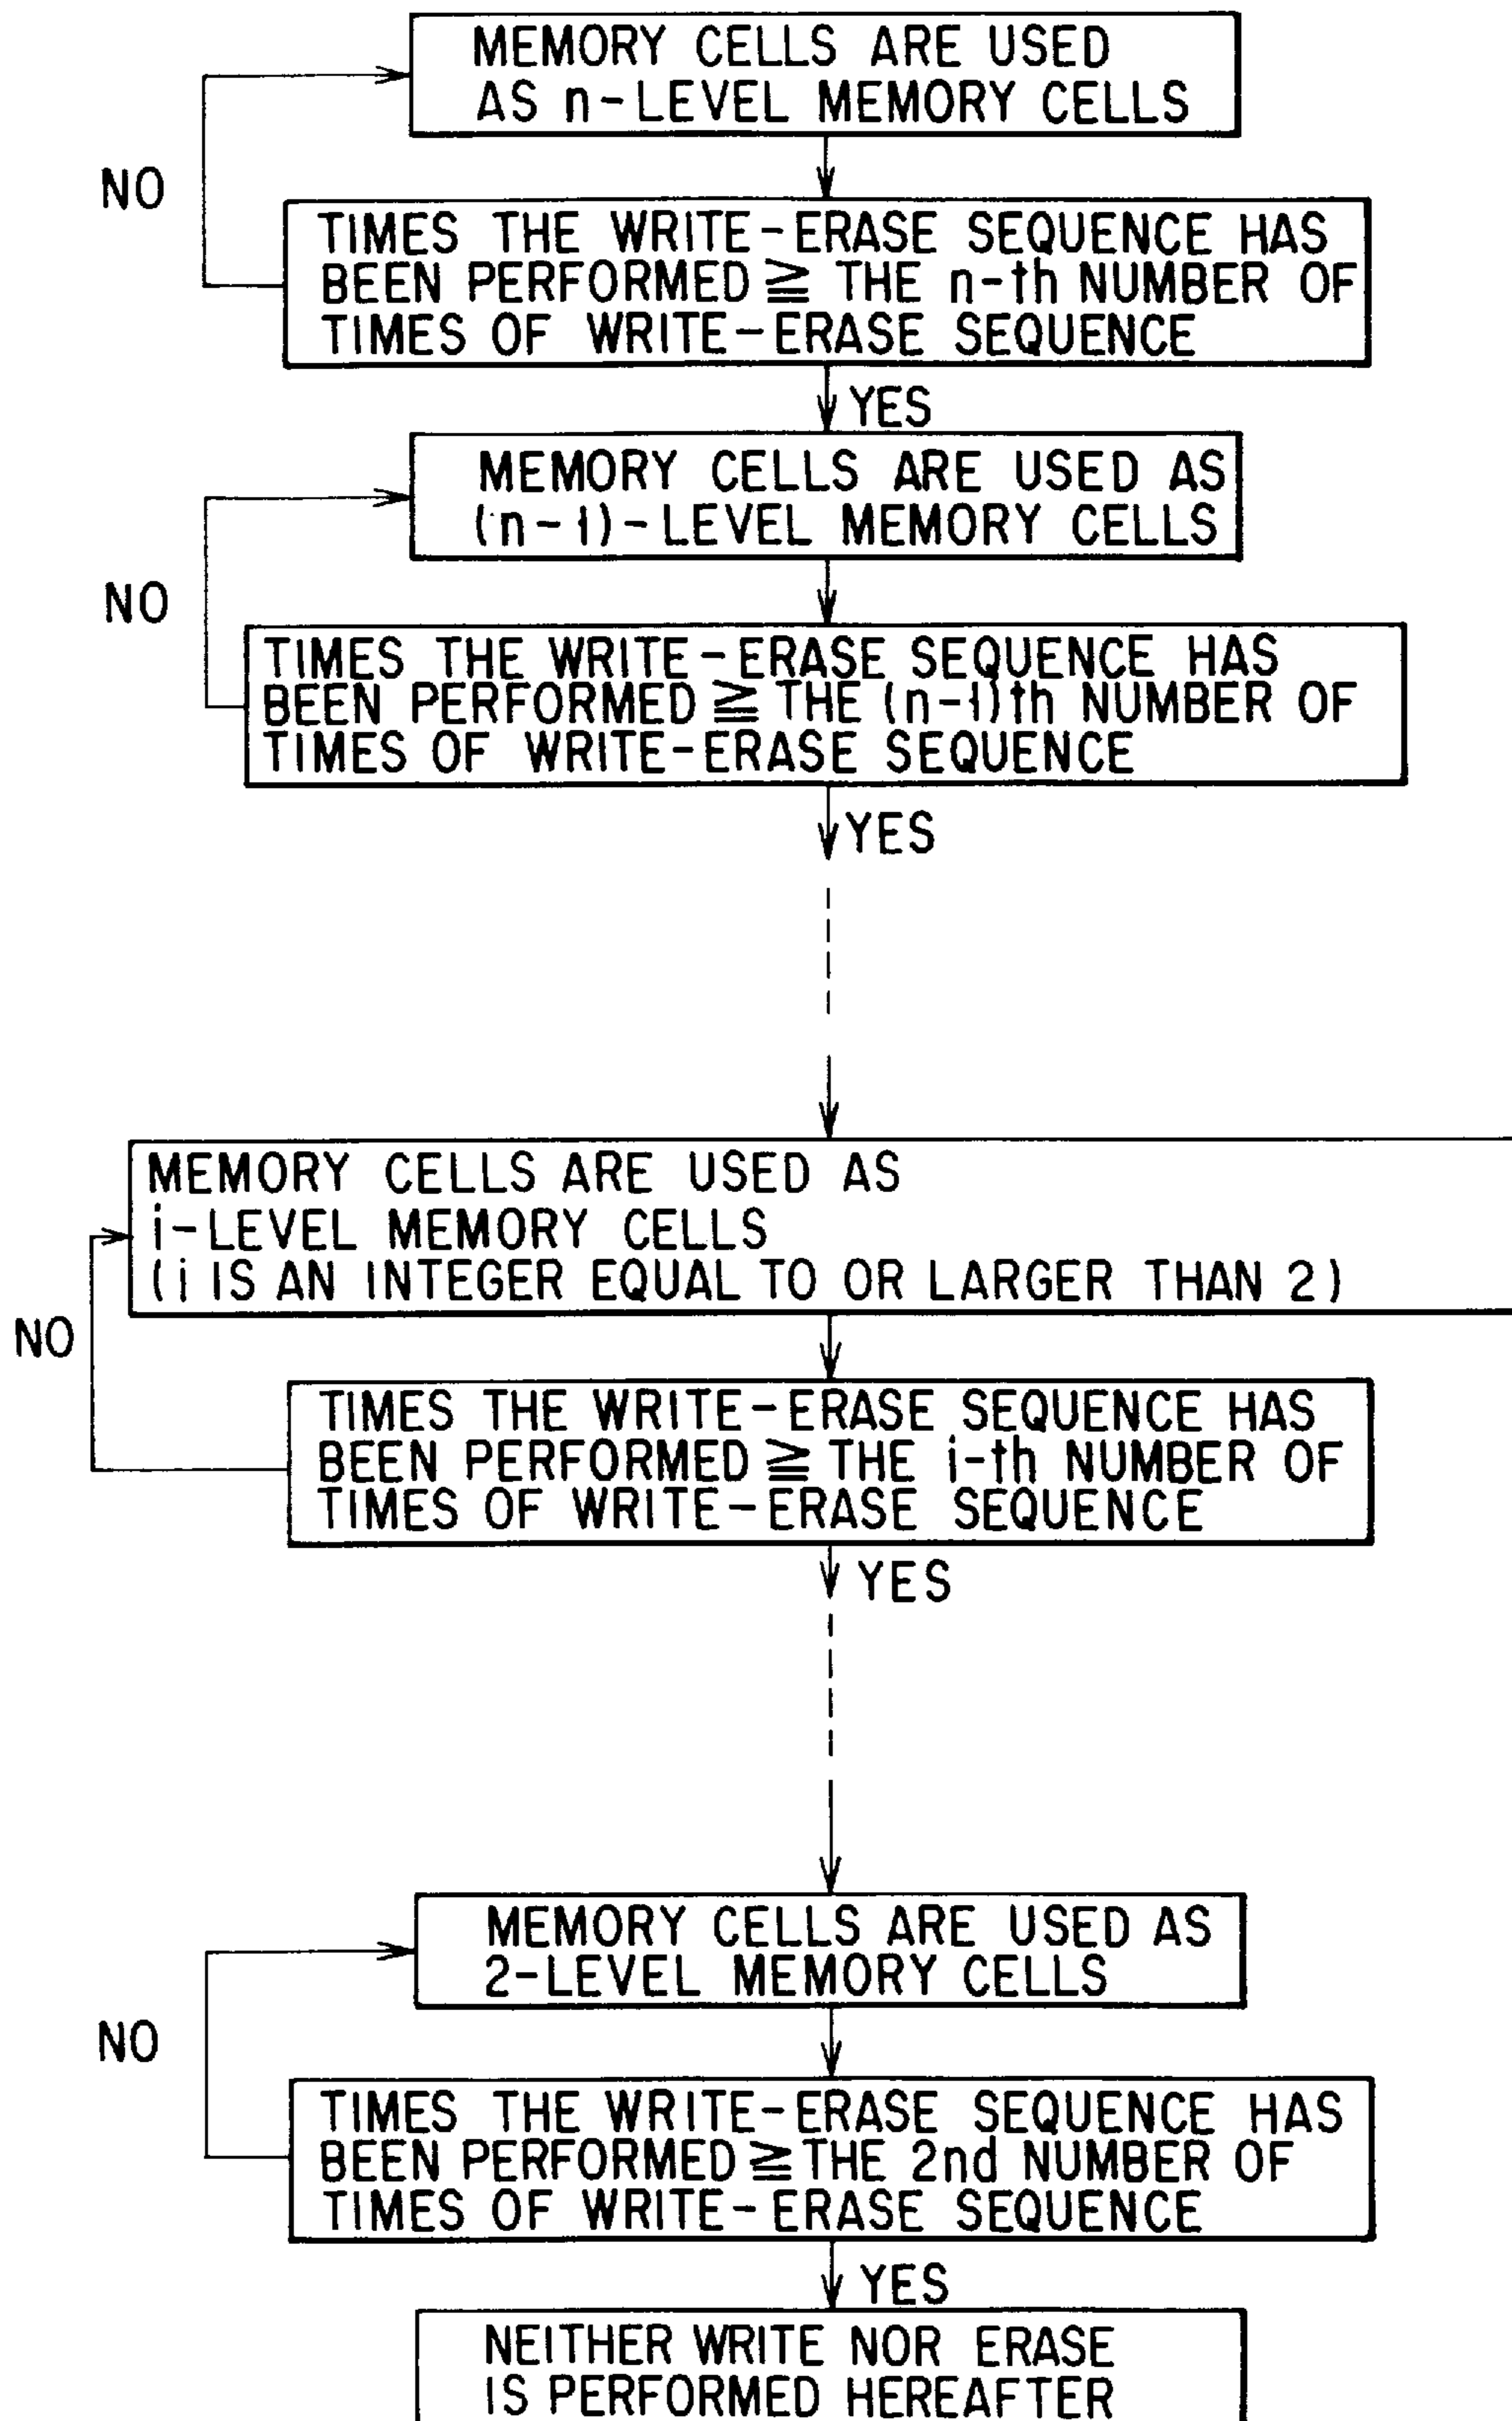 MEMORY CELLS ARE USED
AS n-LEVEL MEMORY CELLS
NO
TIMES THE WRITE-ERASE SEQUENCE HAS
BEEN PERFORMED ≧ THE n-th NUMBER OF
TIMES OF WRITE-ERASE SEQUENCE
YES
MEMORY CELLS ARE USED AS
(n-1)-LEVEL MEMORY CELLS
NO
TIMES THE WRITE-ERASE SEQUENCE HAS
BEEN PERFORMED ≧ THE (n-1)th NUMBER OF
TIMES OF WRITE-ERASE SEQUENCE
YES
MEMORY CELLS ARE USED AS
i-LEVEL MEMORY CELLS
(i IS AN INTEGER EQUAL TO OR LARGER THAN 2)
NO
TIMES THE WRITE-ERASE SEQUENCE HAS
BEEN PERFORMED ≧ THE i-th NUMBER OF
TIMES OF WRITE-ERASE SEQUENCE
YES
MEMORY CELLS ARE USED AS
2-LEVEL MEMORY CELLS
NO
TIMES THE WRITE-ERASE SEQUENCE HAS
BEEN PERFORMED ≧ THE 2nd NUMBER OF
TIMES OF WRITE-ERASE SEQUENCE
YES
NEITHER WRITE NOR ERASE
IS PERFORMED HEREAFTER